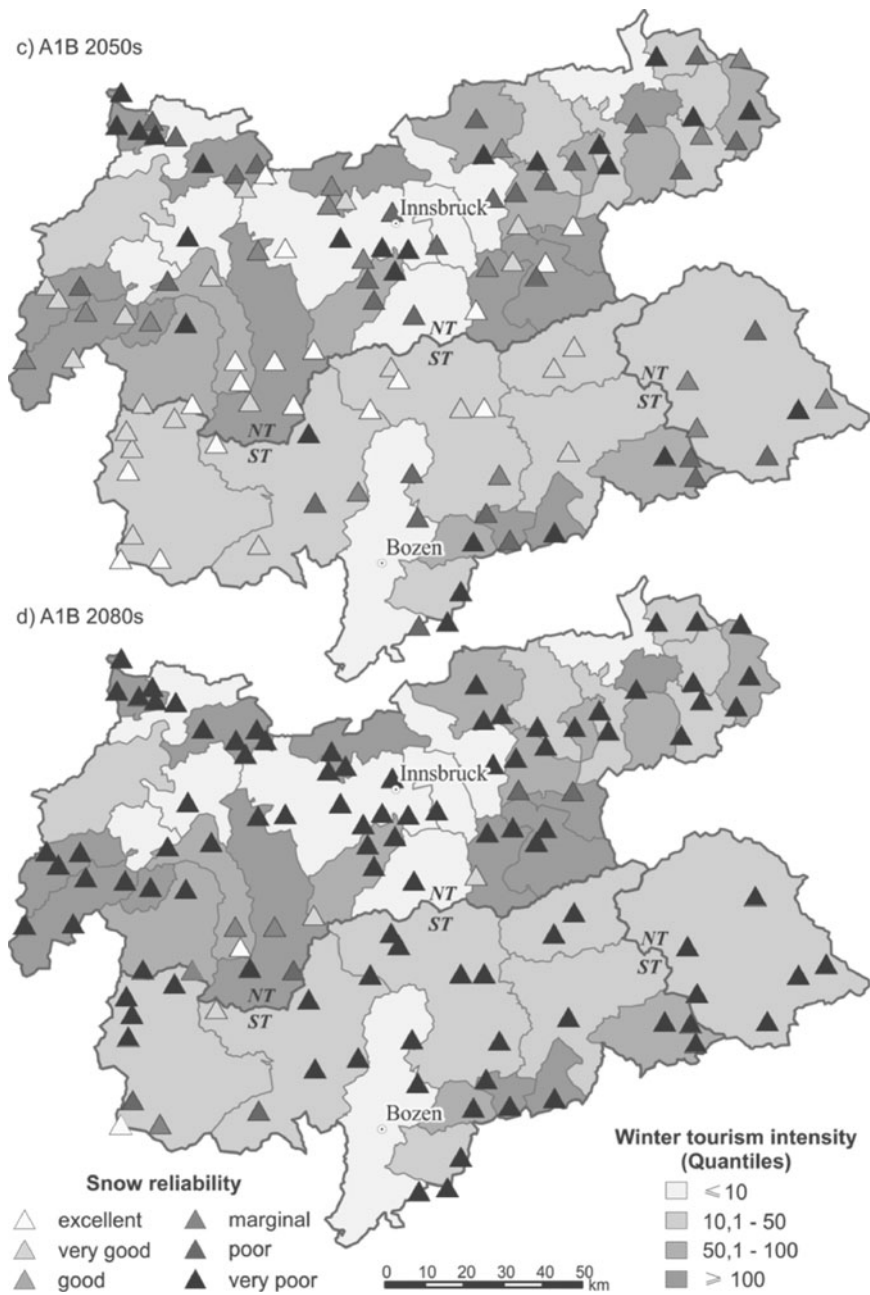 c) A1B 2050s
Innsbruck
NT
ST
NT
ST
NT
ST
Bozen
d) A1B 2080s
Innsbruck
NT
ST
NT
ST
NT
ST
Bozen
Snow reliability
excellent
very good
good
marginal
poor
very poor
0 10 20 30 40 50
km
Winter tourism intensity
(Quantiles)
⩽ 10
10,1 - 50
50,1 - 100
⩾ 100